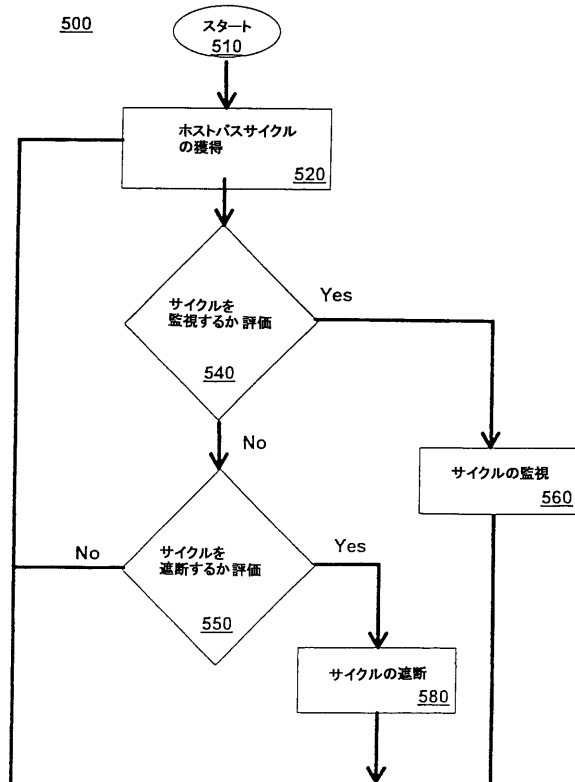 500
スタート
510
ホストバスサイクル
の獲得
520
サイクルを
監視するか 評価
540
Yes
No
サイクルの監視
560
サイクルを
遮断するか 評価
550
No
Yes
サイクルの遮断
580